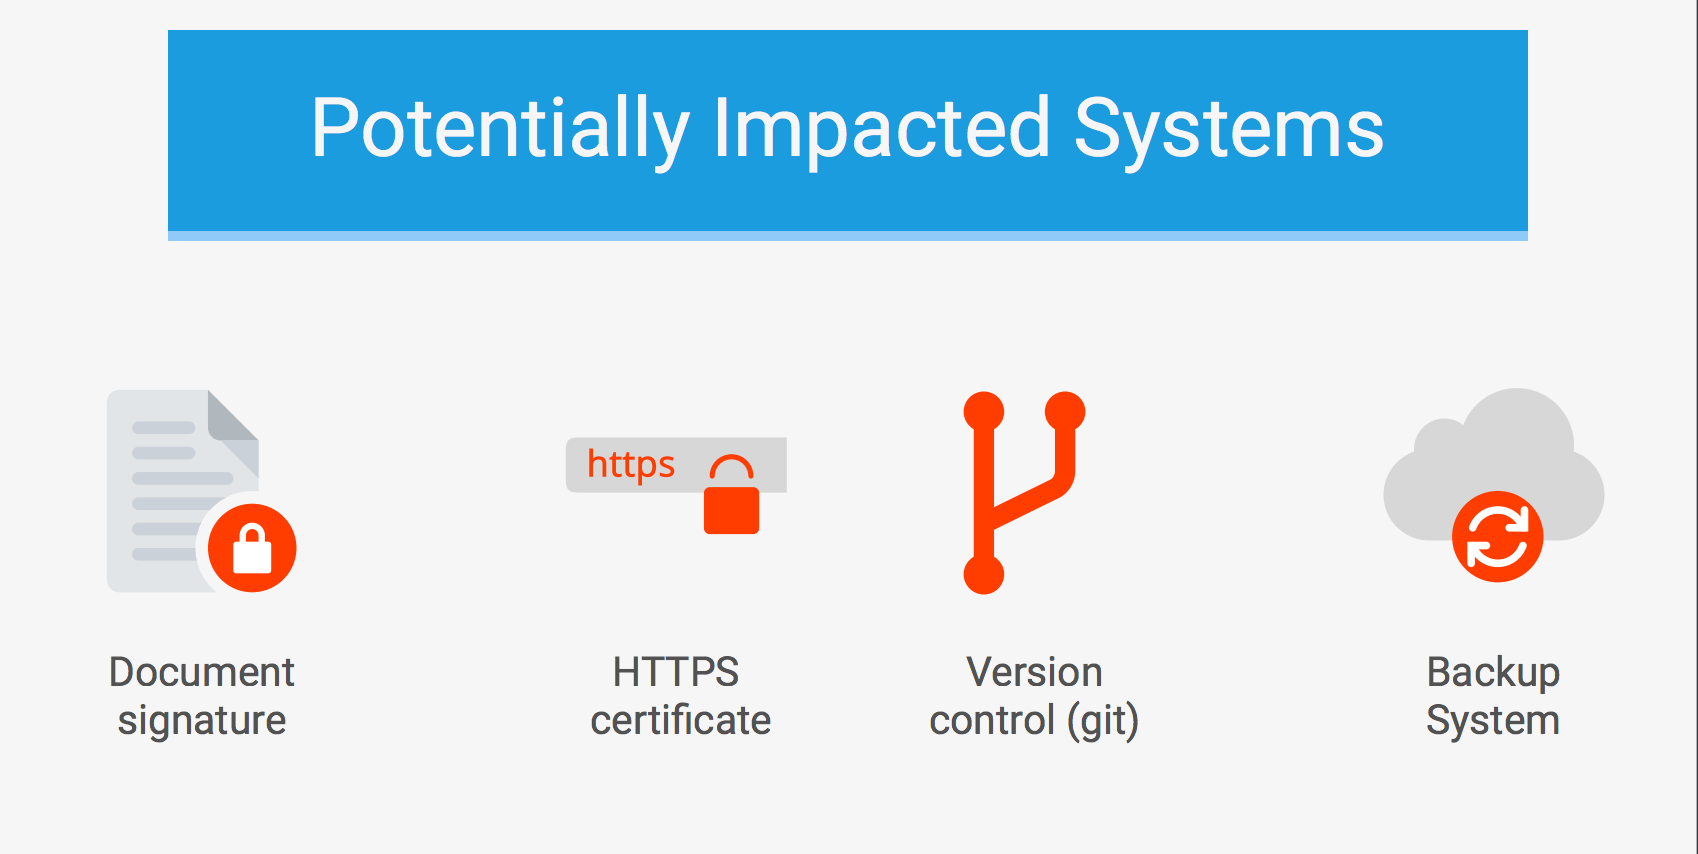 Potentially Impacted Systems
https
Document
signature
HTTPS
certificate
Version
control (git)
Backup
System